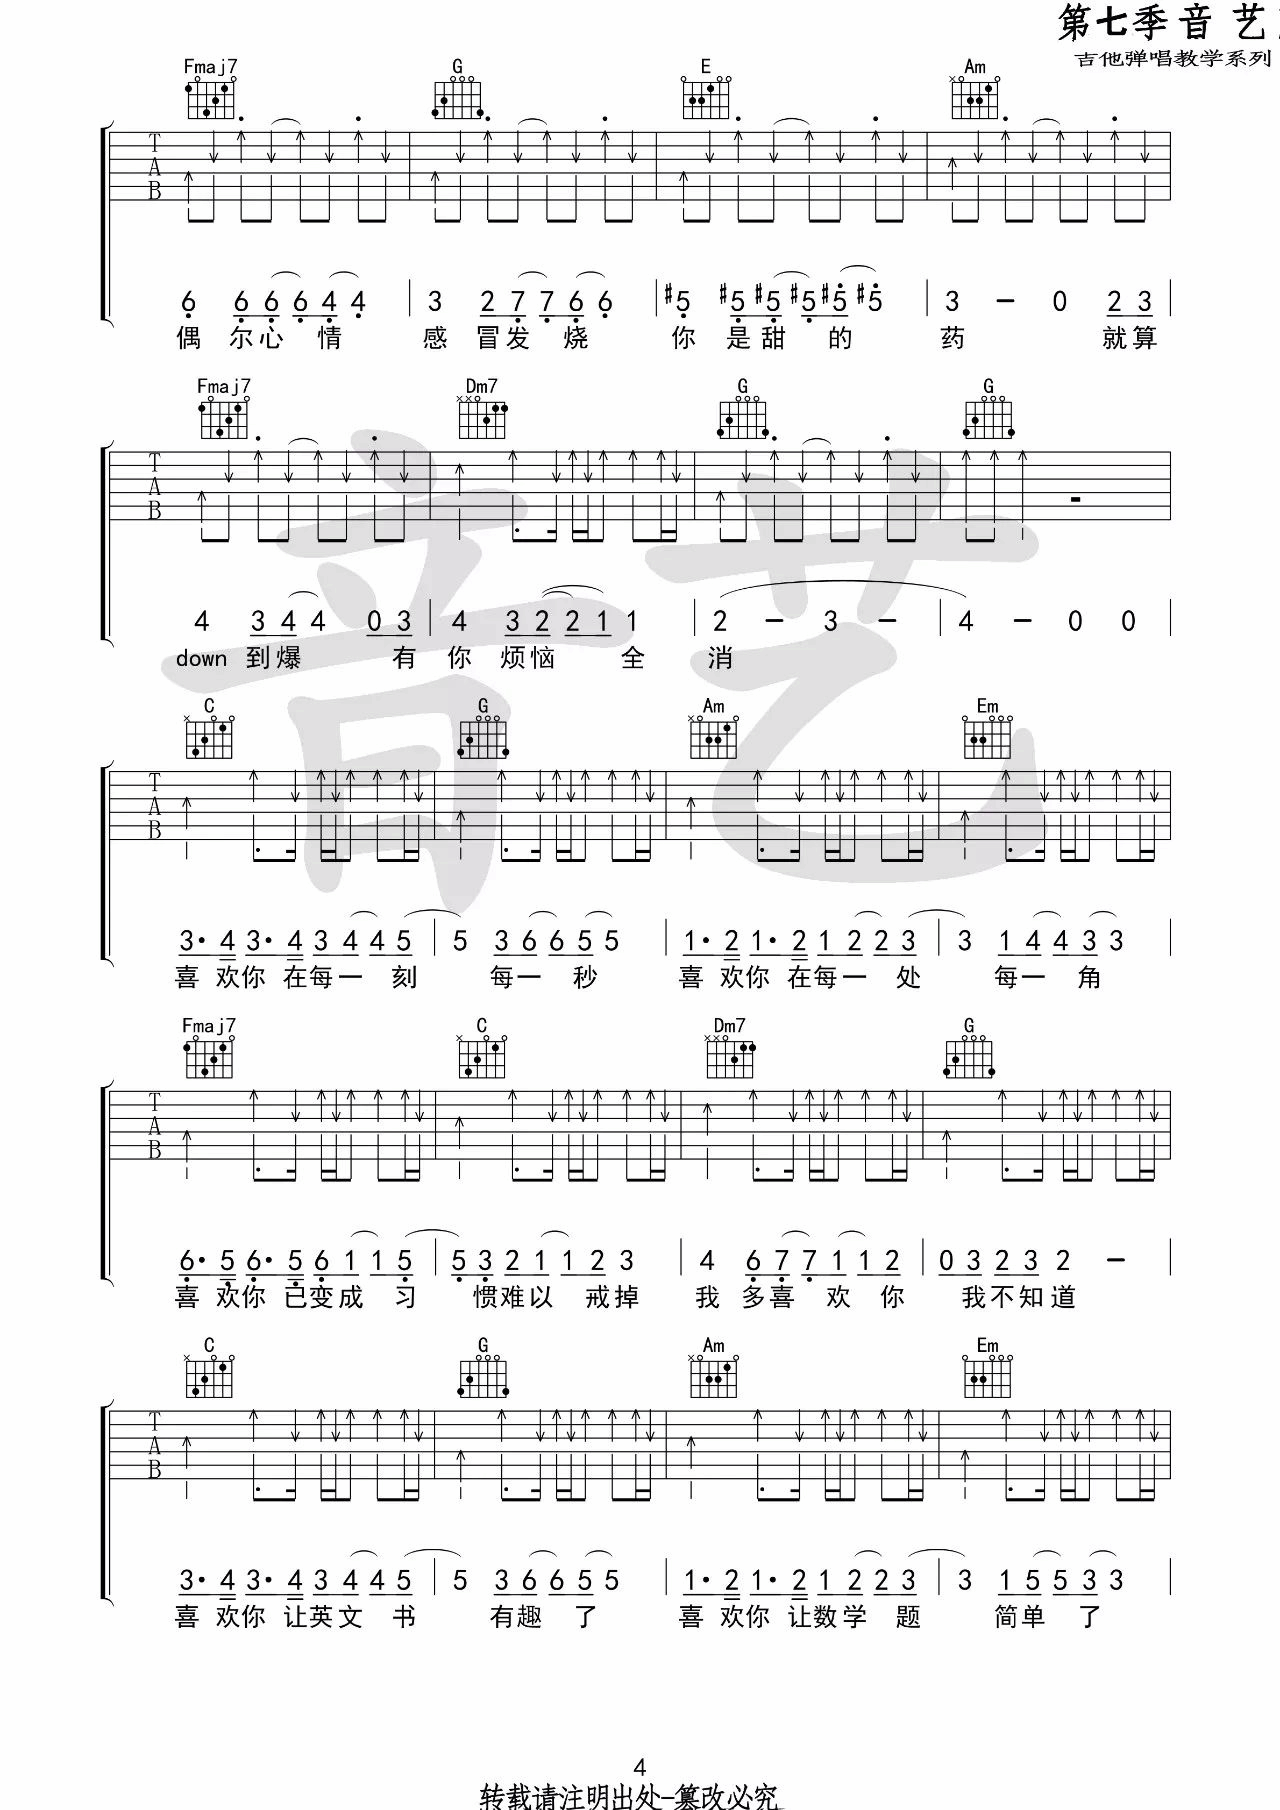 第七季音艺
吉他弹唱教学系列
Fmaj7 G E Am
T
A
B
6 6 6 6 4 4 | 3 2 7 7 6 6 | #5 #5 #5 #5 #5 #5 | 3 - 0 2 3
偶 尔心 情 感 冒发 烧 你 是甜 的 药 就算
Fmaj7 Dm7 G G
T
A
B
4 3 4 4 0 3 | 4 3 2 2 1 1 | 2 - 3 - | 4 - 0 0 |
down 到爆 有 你 烦恼 全 消
音艺
C G Am Em
T
A
B
3· 4 3· 4 3 4 4 5 | 5 3 6 6 5 5 | 1· 2 1· 2 1 2 2 3 | 3 1 4 4 3 3 |
喜 欢你 在每一 刻 每一 秒 喜 欢你 在每一 处 每一 角
Fmaj7 C Dm7 G
T
A
B
6· 5 6· 5 6 1 1 5 | 5 3 2 1 1 2 3 | 4 6 7 7 1 1 2 | 0 3 2 3 2 - |
喜 欢你 已变成 习 惯难以 戒掉 我 多喜 欢 你 我不知道
C G Am Em
T
A
B
3· 4 3· 4 3 4 4 5 | 5 3 6 6 5 5 | 1· 2 1· 2 1 2 2 3 | 3 1 5 5 3 3 |
喜 欢你 让英文 书 有趣 了 喜 欢你 让数学 题 简单 了
4
转载请注明出处-篡改必究